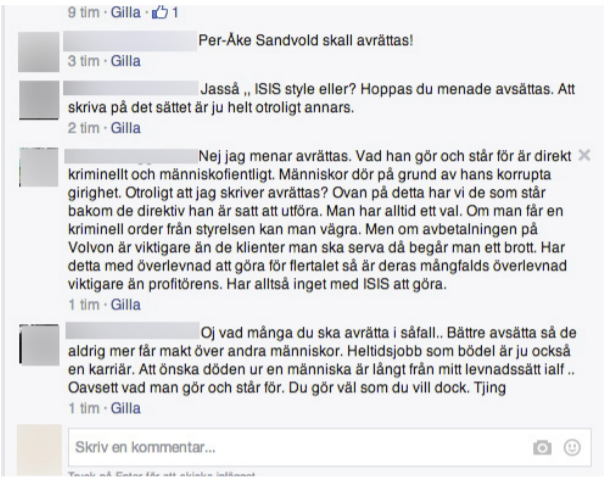 9 tim · Gilla · 1
Per-Åke Sandvold skall avrättas!
3 tim · Gilla
Jasså ,, ISIS style eller? Hoppas du menade avsättas. Att
skriva på det sättet är ju helt otroligt annars.
2 tim · Gilla
Nej jag menar avrättas. Vad han gör och står för är direkt
kriminellt och människofientligt. Människor dör på grund av hans korrupta
girighet. Otroligt att jag skriver avrättas? Ovan på detta har vi de som står
bakom de direktiv han är satt att utföra. Man har alltid ett val. Om man får en
kriminell order från styrelsen kan man vägra. Men om avbetalningen på
Volvon är viktigare än de klienter man ska serva då begår man ett brott. Har
detta med överlevnad att göra för flertalet så är deras mångfalds överlevnad
viktigare än profitörens. Har alltså inget med ISIS att göra.
1 tim · Gilla
Oj vad många du ska avrätta i såfall.. Bättre avsätta så de
aldrig mer får makt över andra människor. Heltidsjobb som bödel är ju också
en karriär. Att önska döden ur en människa är långt från mitt levnadssätt ialf ..
Oavsett vad man gör och står för. Du gör väl som du vill dock. Tjing
1 tim · Gilla
Skriv en kommentar...
Tryck på Enter för att skicka inlägget.